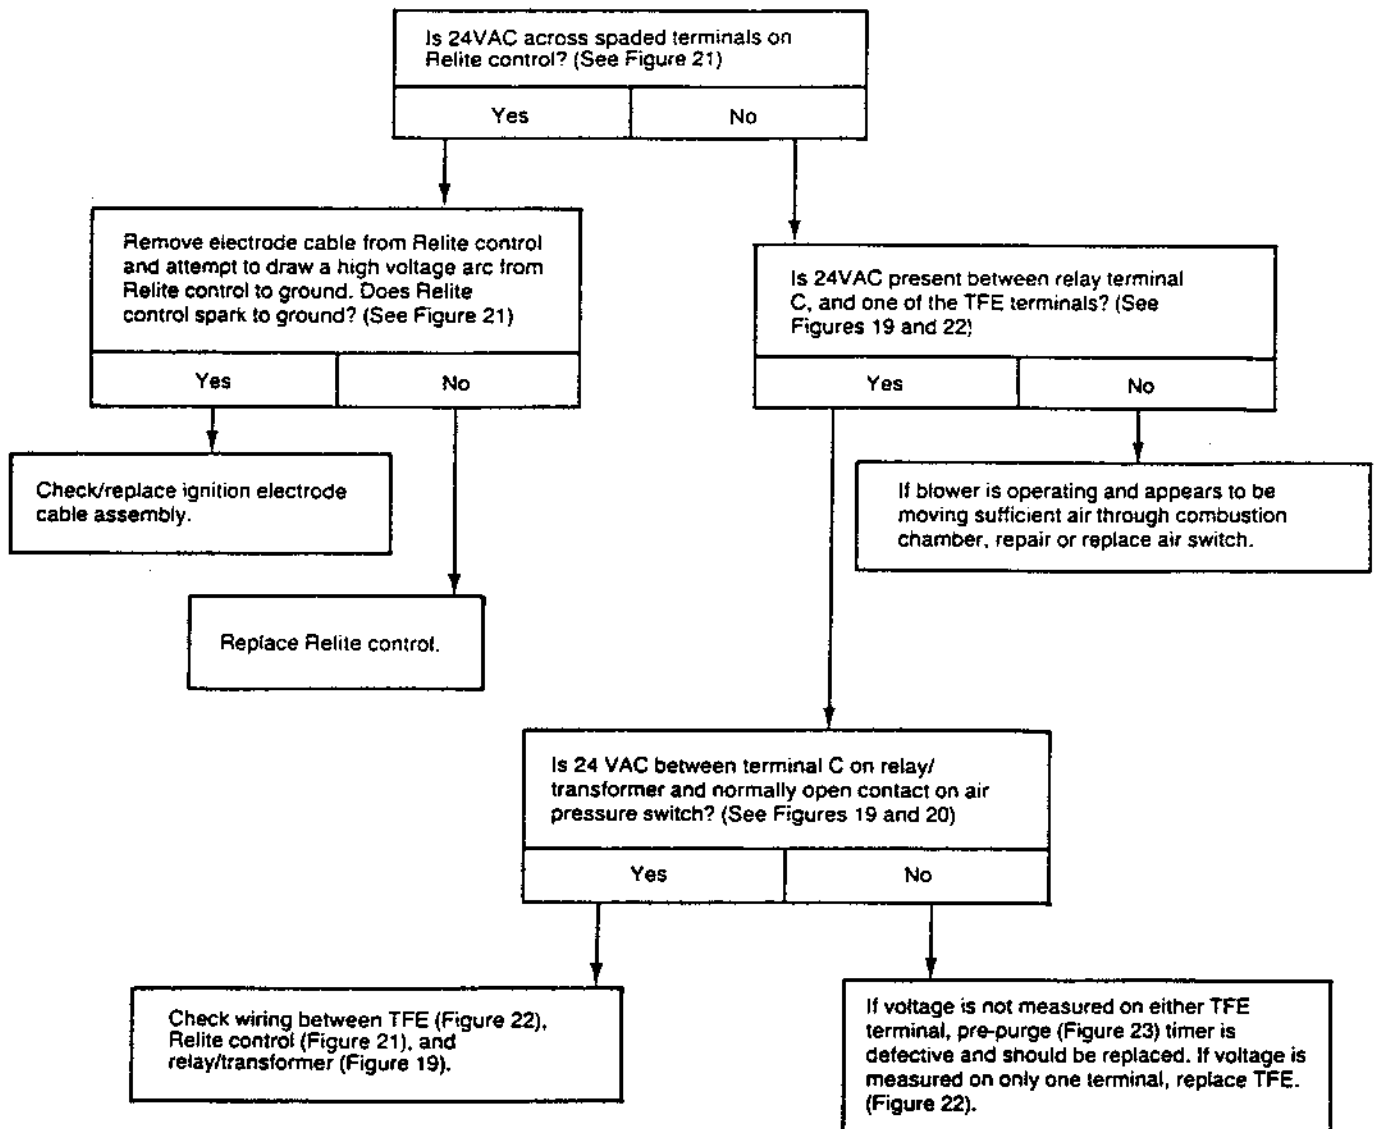 Is 24VAC across spaded terminals on
Relite control? (See Figure 21)
Yes
No
Remove electrode cable from Relite control
and attempt to draw a high voltage arc from
Relite control to ground. Does Relite
control spark to ground? (See Figure 21)
Yes
No
Is 24VAC present between relay terminal
C, and one of the TFE terminals? (See
Figures 19 and 22)
Yes
No
Check/replace ignition electrode
cable assembly.
If blower is operating and appears to be
moving sufficient air through combustion
chamber, repair or replace air switch.
Replace Relite control.
Is 24 VAC between terminal C on relay/
transformer and normally open contact on air
pressure switch? (See Figures 19 and 20)
Yes
No
Check wiring between TFE (Figure 22),
Relite control (Figure 21), and
relay/transformer (Figure 19).
If voltage is not measured on either TFE
terminal, pre-purge (Figure 23) timer is
defective and should be replaced. If voltage is
measured on only one terminal, replace TFE.
(Figure 22).